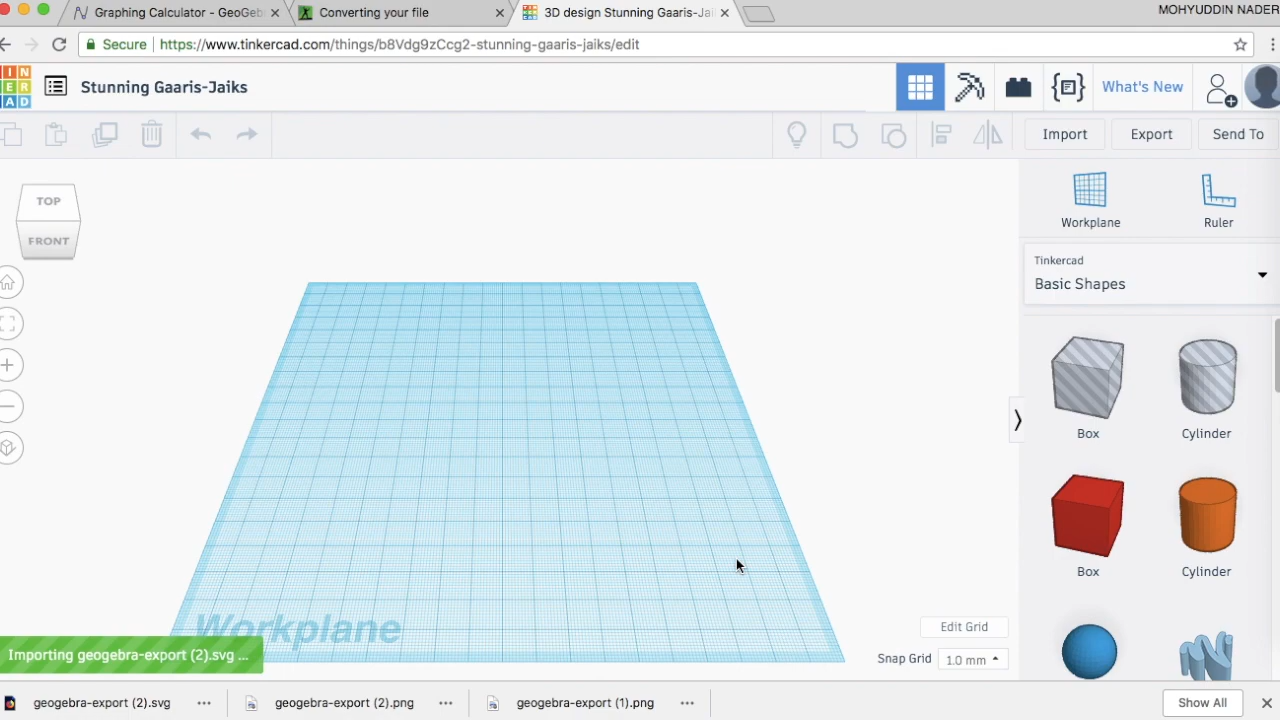 Graphing Calculator - GeoGeb
Converting your file
3D design Stunning Gaaris-Jai
MOHYUDDIN NADER
Secure
https://www.tinkercad.com/things/b8Vdg9zCcg2-stunning-gaaris-jaiks/edit
IN
ER
AD
Stunning Gaaris-Jaiks
What's New
Import
Export
Send To
TOP
FRONT
Workplane
Ruler
Tinkercad
Basic Shapes
Box
Cylinder
Box
Cylinder
Workplane
Edit Grid
Snap Grid
1.0 mm
Importing geogebra-export (2).svg ...
geogebra-export (2).svg
geogebra-export (2).png
geogebra-export (1).png
Show All